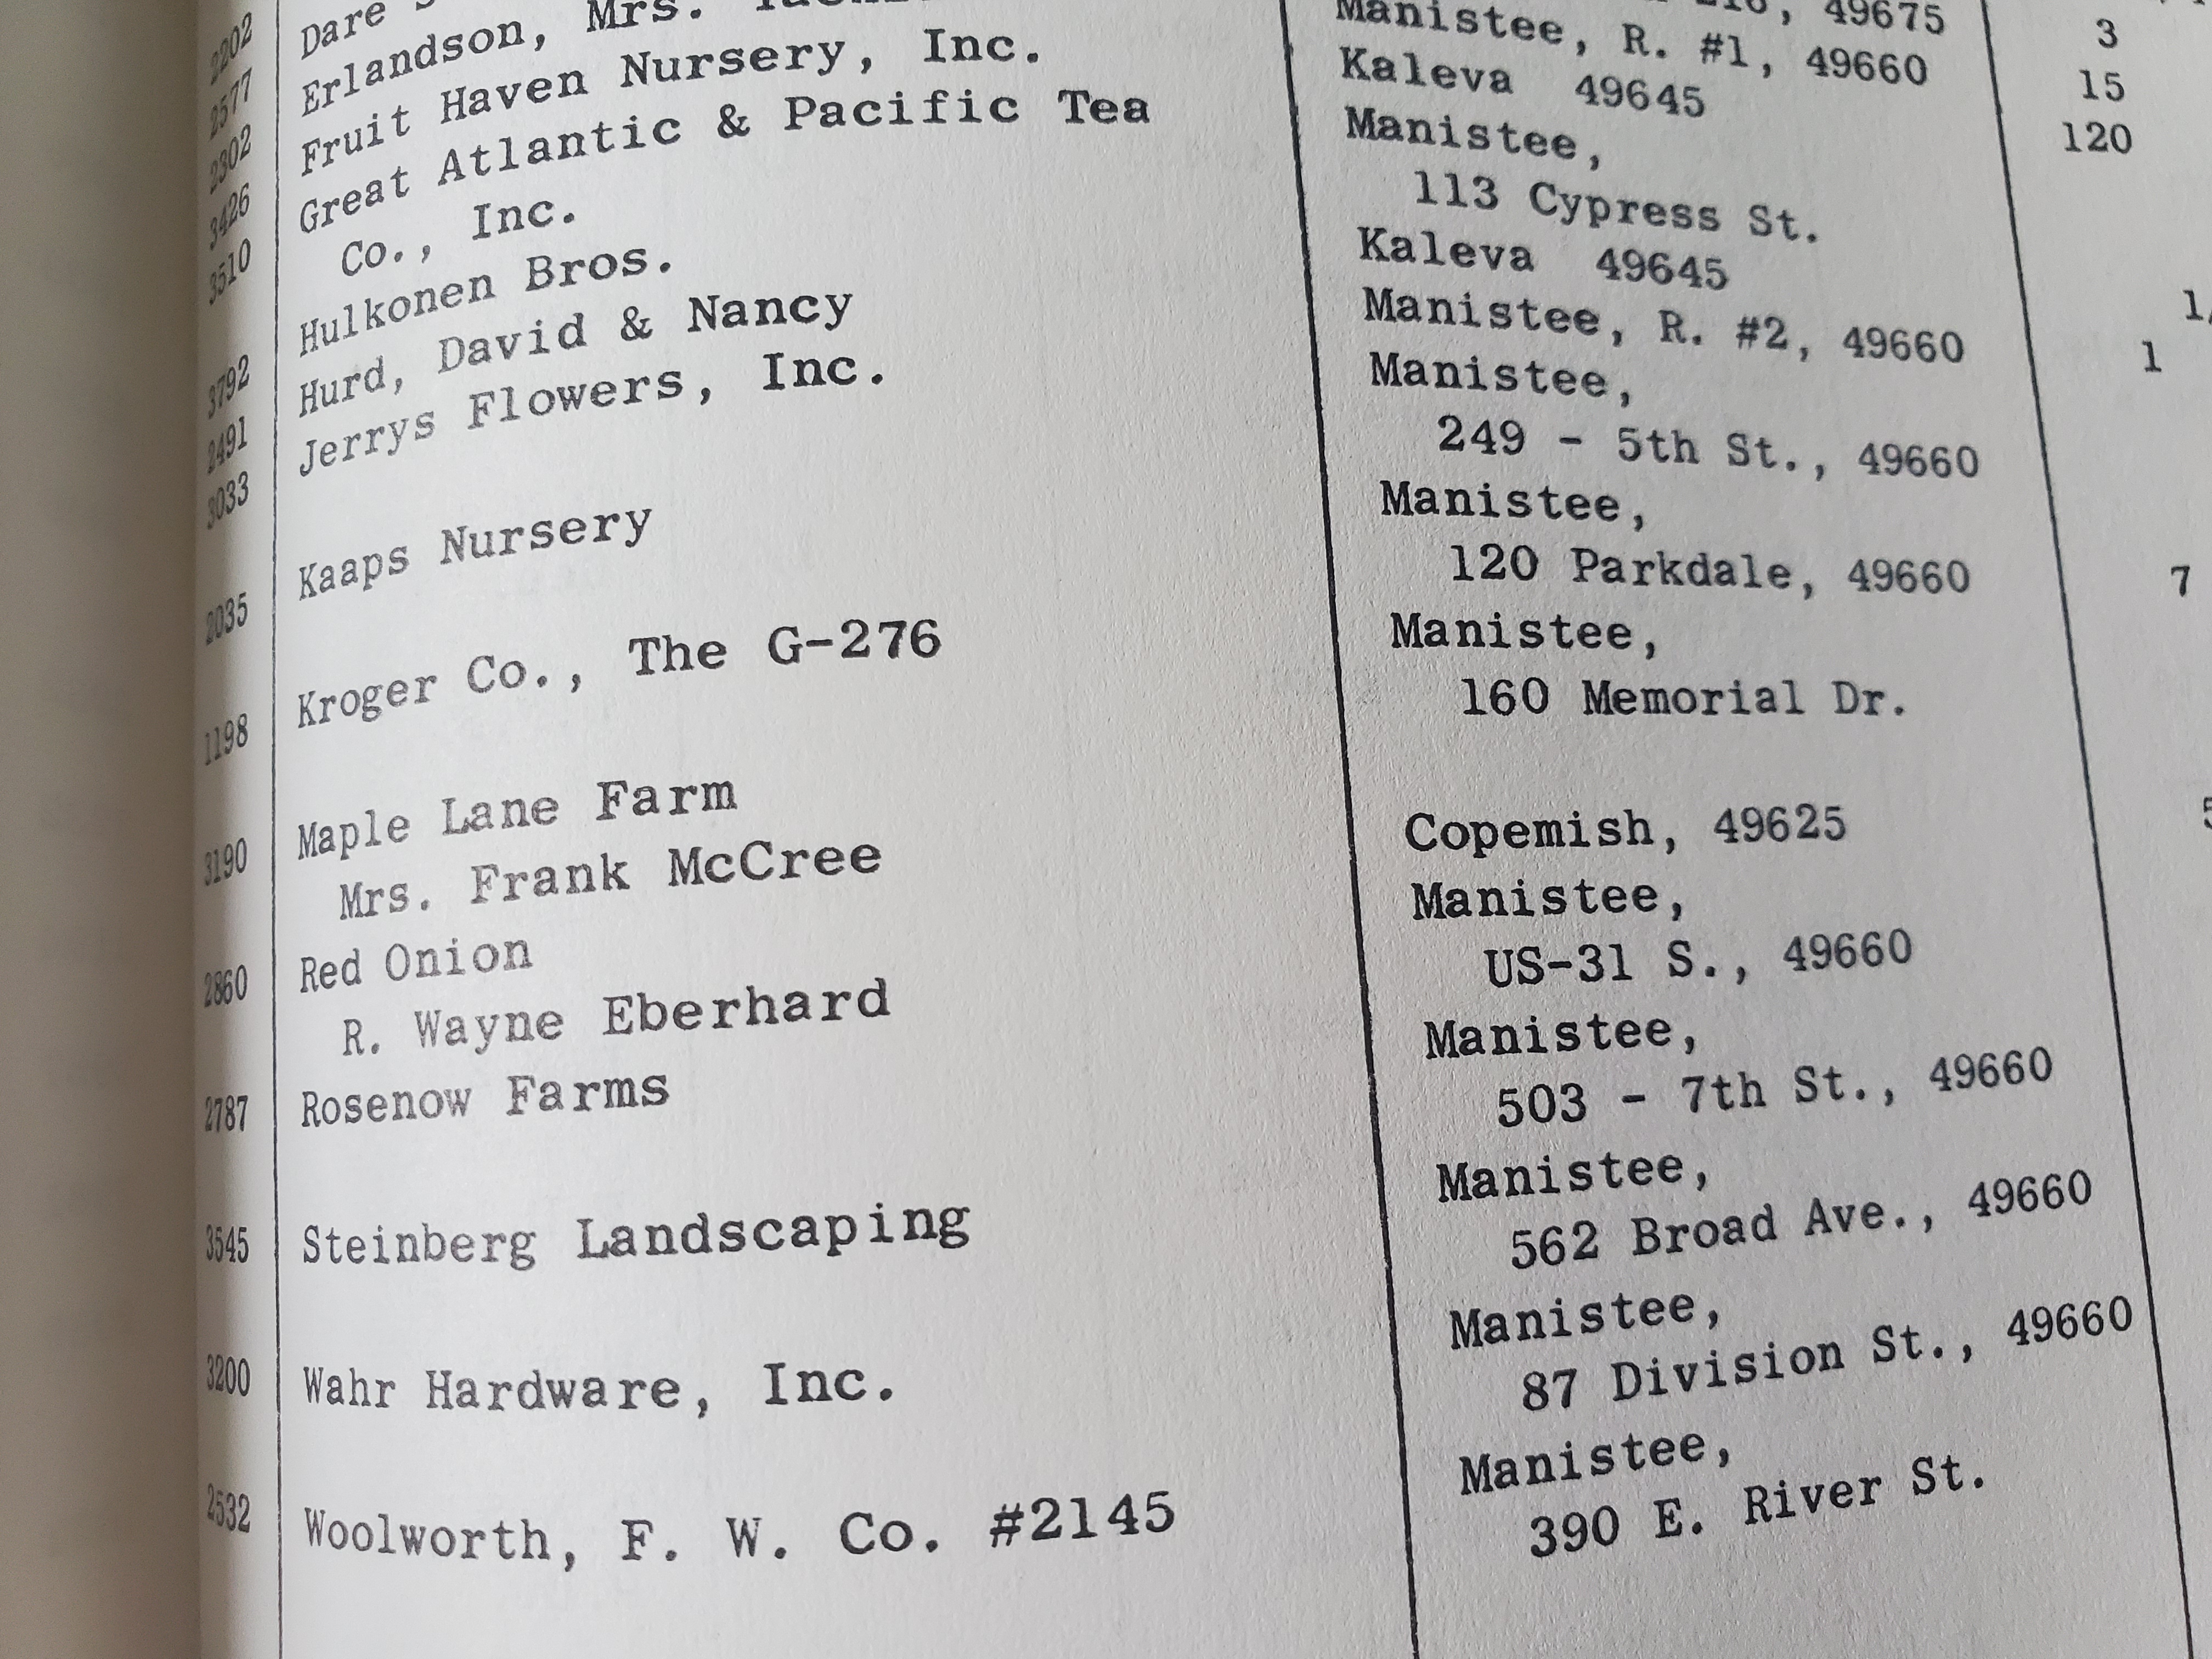 2202
2577 Dare 49675 3
2302 Erlandson, Mrs. Manistee, R. #1, 49660 15
3426 Fruit Haven Nursery, Inc. Kaleva 49645 120
3510 Great Atlantic & Pacific Tea Manistee,
Co., Inc. 113 Cypress St.
3792 Hulkonen Bros. Kaleva 49645
2491 Hurd, David & Nancy Manistee, R. #2, 49660 1
3033 Jerrys Flowers, Inc. Manistee,
249 - 5th St., 49660
2035 Kaaps Nursery Manistee,
120 Parkdale, 49660 7
1198 Kroger Co., The G-276 Manistee,
160 Memorial Dr.
3190 Maple Lane Farm
Mrs. Frank McCree Copemish, 49625
2860 Red Onion Manistee,
R. Wayne Eberhard US-31 S., 49660
2787 Rosenow Farms Manistee,
503 - 7th St., 49660
3545 Steinberg Landscaping Manistee,
562 Broad Ave., 49660
3200 Wahr Hardware, Inc. Manistee,
87 Division St., 49660
2532 Woolworth, F. W. Co. #2145 Manistee,
390 E. River St.